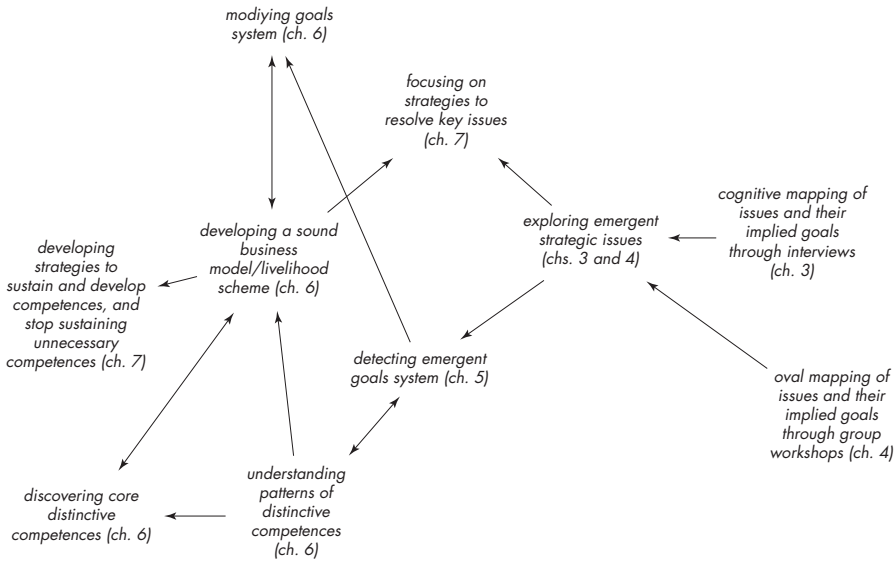 modiying goals
system (ch. 6)
focusing on
strategies to
resolve key issues
(ch. 7)
cognitive mapping of
issues and their
implied goals
through interviews
(ch. 3)
exploring emergent
strategic issues
(chs. 3 and 4)
developing a sound
business
model/livelihood
scheme (ch. 6)
developing
strategies to
sustain and develop
competences, and
stop sustaining
unnecessary
competences (ch. 7)
detecting emergent
goals system (ch. 5)
oval mapping of
issues and their
implied goals
through group
workshops (ch. 4)
understanding
patterns of
distinctive
competences
(ch. 6)
discovering core
distinctive
competences (ch. 6)